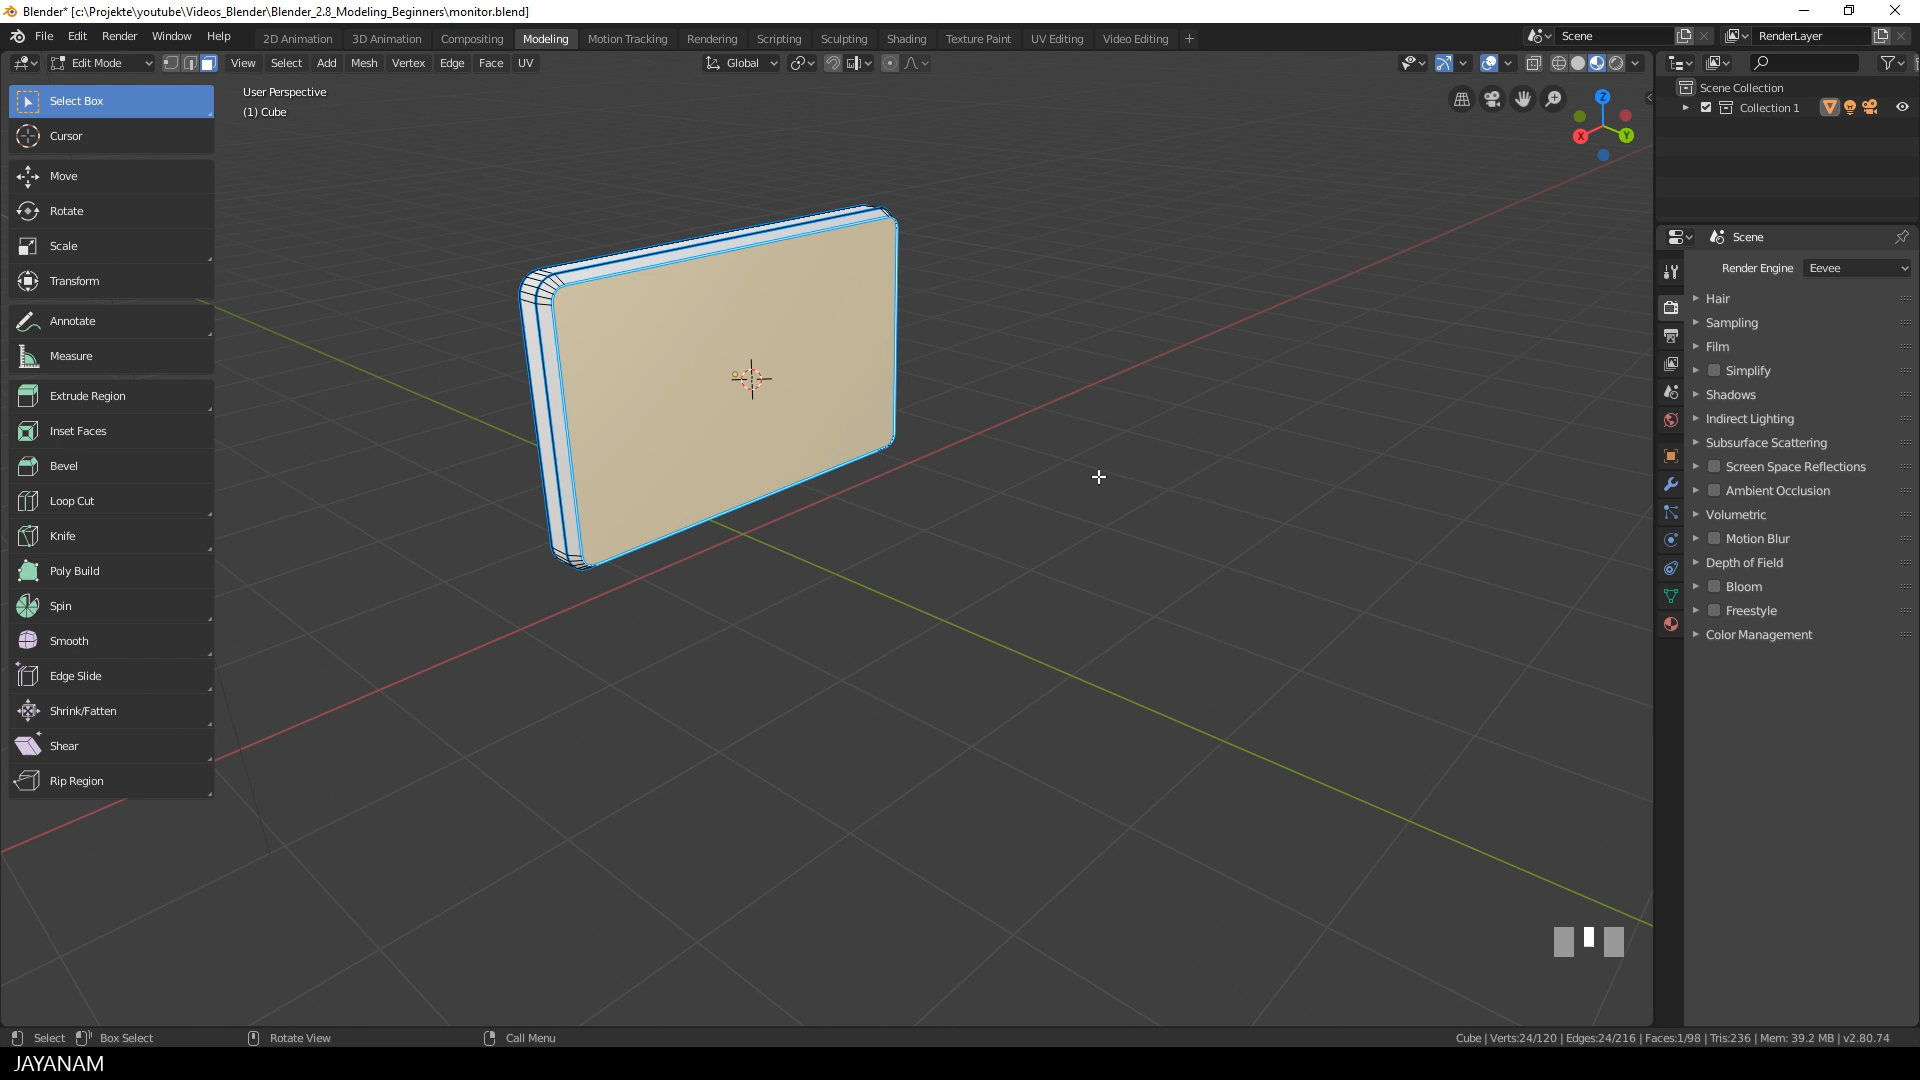 Blender* [c:\Projekte\youtube\Videos_Blender\Blender_2.8_Modeling_Beginners\monitor.blend]
File Edit Render Window Help 2D Animation 3D Animation Compositing Modeling Motion Tracking Rendering Scripting Sculpting Shading Texture Paint UV Editing Video Editing + Scene RenderLayer
Edit Mode View Select Add Mesh Vertex Edge Face UV Global
User Perspective
(1) Cube
Select Box
Cursor
Move
Rotate
Scale
Transform
Annotate
Measure
Extrude Region
Inset Faces
Bevel
Loop Cut
Knife
Poly Build
Spin
Smooth
Edge Slide
Shrink/Fatten
Shear
Rip Region
Z
X
Y
Scene Collection
Collection 1
Scene
Render Engine Eevee
Hair
Sampling
Film
Simplify
Shadows
Indirect Lighting
Subsurface Scattering
Screen Space Reflections
Ambient Occlusion
Volumetric
Motion Blur
Depth of Field
Bloom
Freestyle
Color Management
Select Box Select Rotate View Call Menu Cube | Verts:24/120 | Edges:24/216 | Faces:1/98 | Tris:236 | Mem: 39.2 MB | v2.80.74
JAYANAM